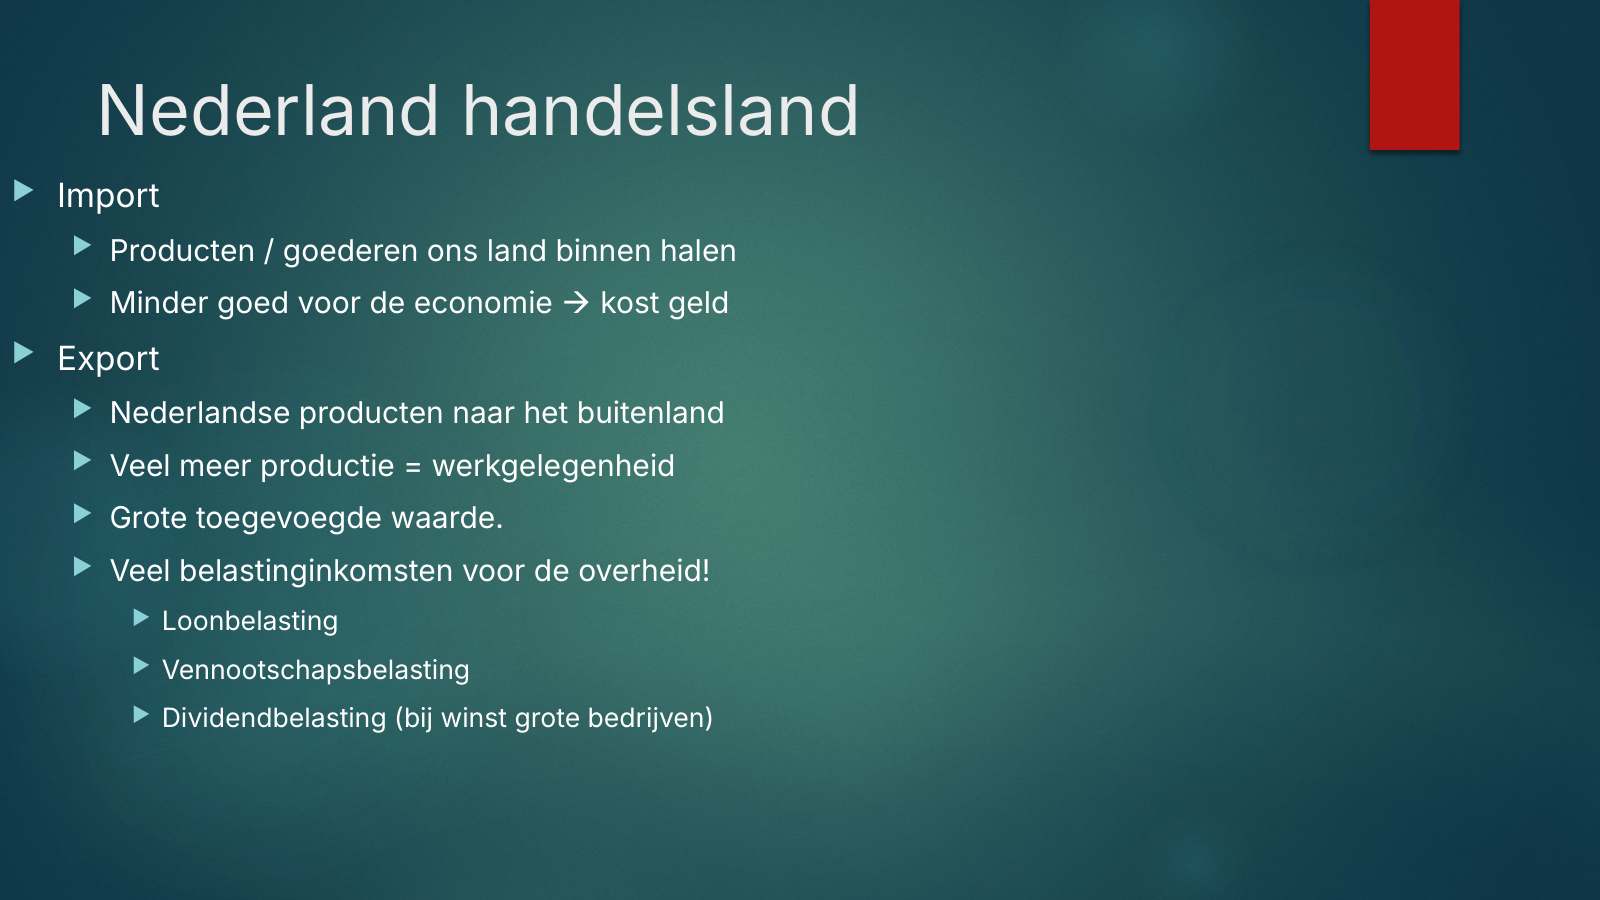 Nederland handelsland
Import
Producten / goederen ons land binnen halen
Minder goed voor de economie → kost geld
Export
Nederlandse producten naar het buitenland
Veel meer productie = werkgelegenheid
Grote toegevoegde waarde.
Veel belastinginkomsten voor de overheid!
Loonbelasting
Vennootschapsbelasting
Dividendbelasting (bij winst grote bedrijven)